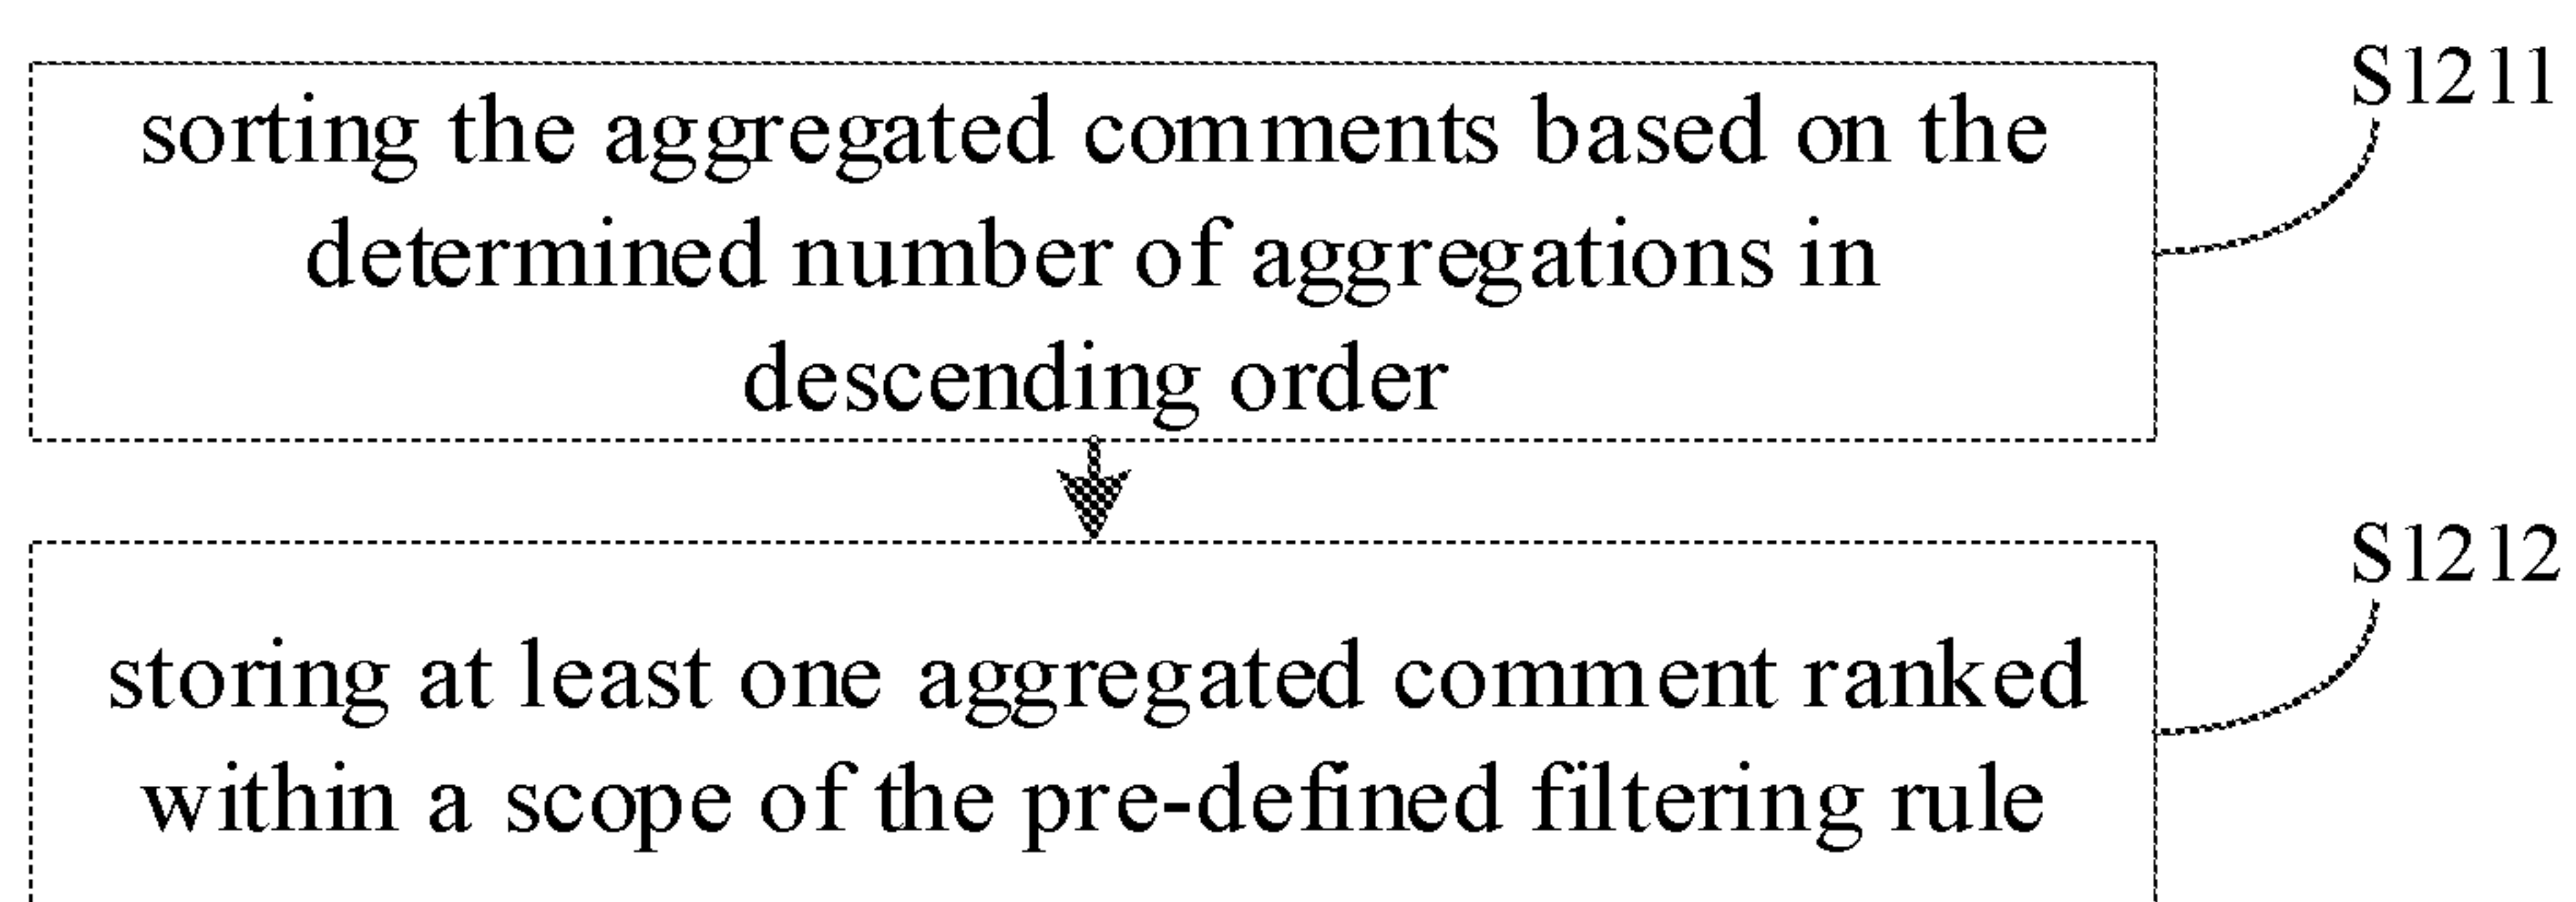 S1211
sorting the aggregated comments based on the
determined number of aggregations in
descending order
S1212
storing at least one aggregated comment ranked
within a scope of the pre-defined filtering rule